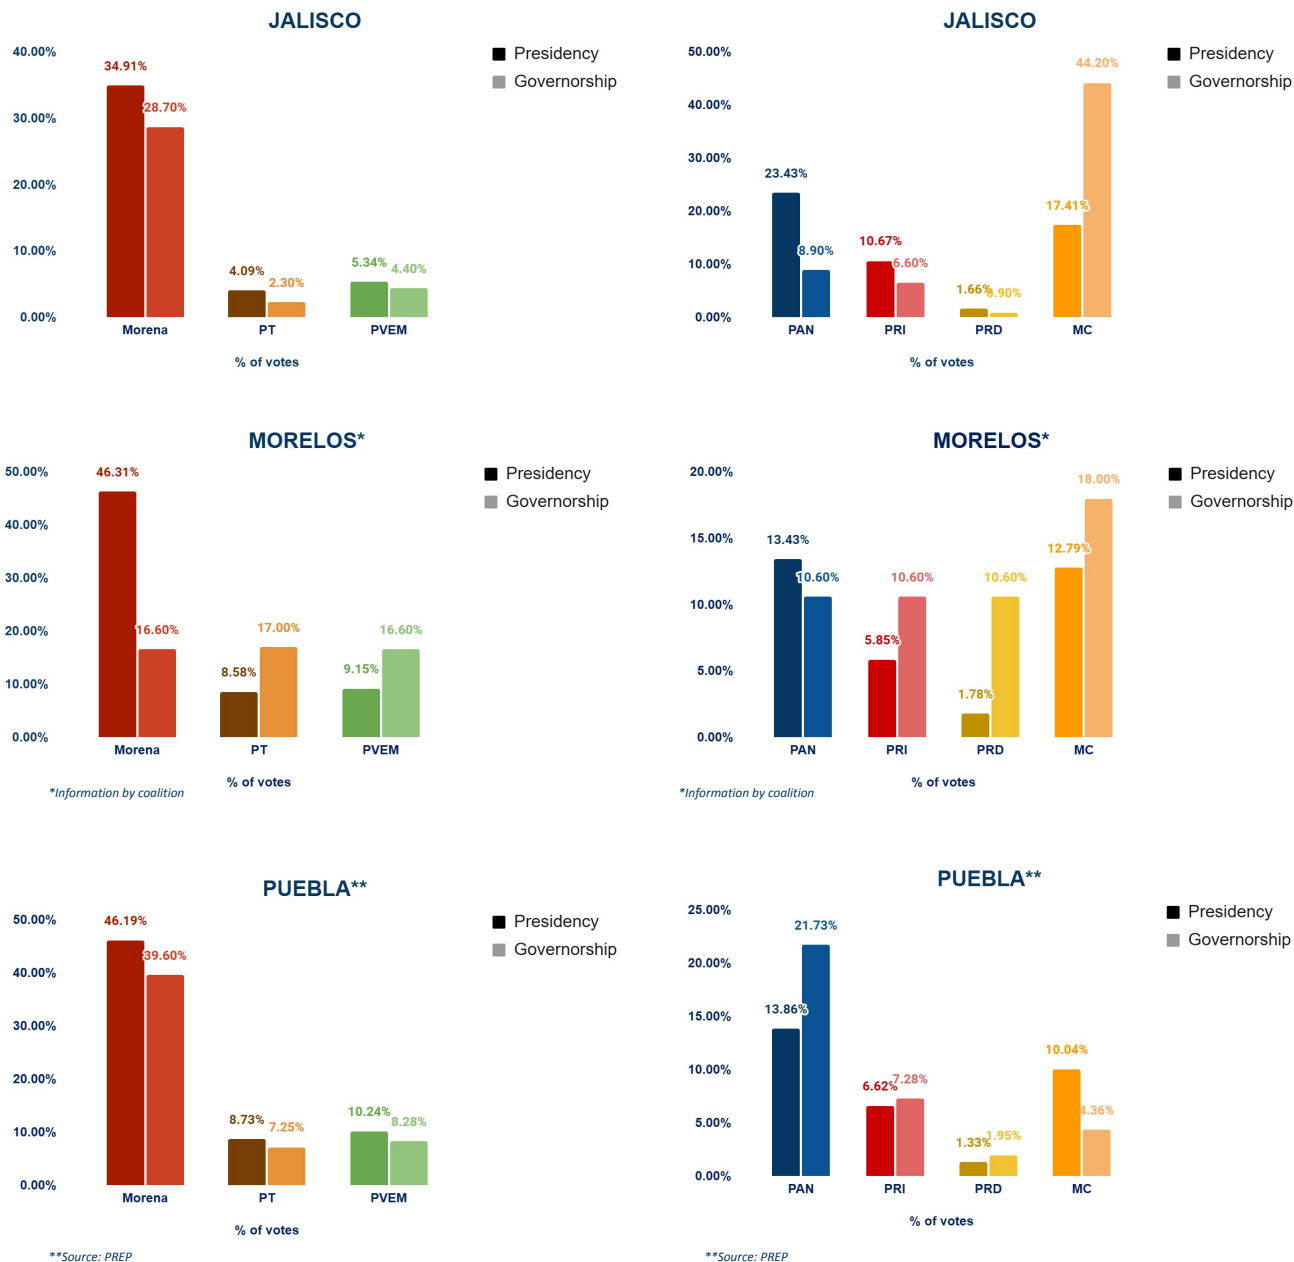 JALISCO
40.00%
30.00%
20.00%
10.00%
0.00%
34.91%
28.70%
4.09%
2.30%
5.34%
4.40%
Morena PT PVEM
% of votes
Presidency
Governorship
JALISCO
50.00%
40.00%
30.00%
20.00%
10.00%
0.00%
23.43%
8.90%
10.67%
6.60%
1.66%
0.90%
17.41%
44.20%
PAN PRI PRD MC
% of votes
Presidency
Governorship
MORELOS*
50.00%
40.00%
30.00%
20.00%
10.00%
0.00%
46.31%
16.60%
8.58%
17.00%
9.15%
16.60%
Morena PT PVEM
% of votes
*Information by coalition
Presidency
Governorship
MORELOS*
20.00%
15.00%
10.00%
5.00%
0.00%
13.43%
10.60%
5.85%
10.60%
1.78%
10.60%
12.79%
18.00%
PAN PRI PRD MC
% of votes
*Information by coalition
Presidency
Governorship
PUEBLA**
50.00%
40.00%
30.00%
20.00%
10.00%
0.00%
46.19%
39.60%
8.73%
7.25%
10.24%
8.28%
Morena PT PVEM
% of votes
**Source: PREP
Presidency
Governorship
PUEBLA**
25.00%
20.00%
15.00%
10.00%
5.00%
0.00%
13.86%
21.73%
6.62%
7.28%
1.33%
1.95%
10.04%
4.36%
PAN PRI PRD MC
% of votes
**Source: PREP
Presidency
Governorship